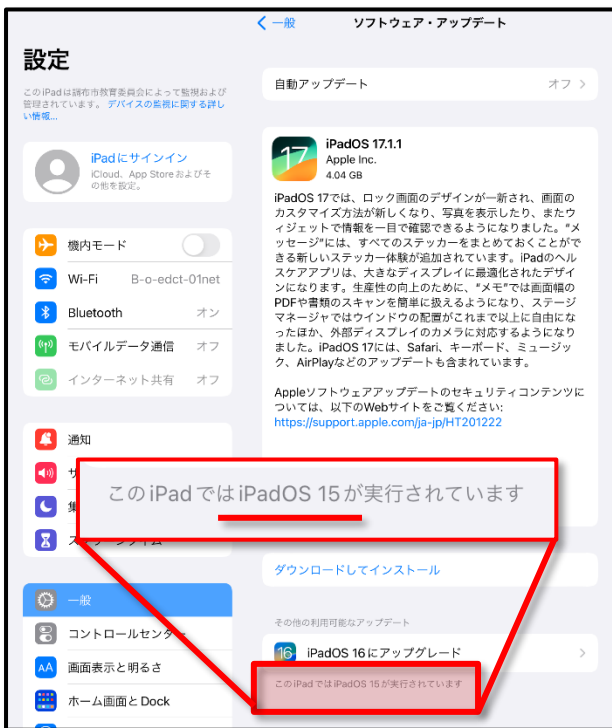 設定
このiPadは調布市教育委員会によって監視および
管理されています。デバイスの監視に関する詳し
い情報...
iPadにサインイン
iCloud、App Storeおよびそ
の他を設定。
機内モード
Wi-Fi B-o-edct-01net
Bluetooth オン
モバイルデータ通信 オフ
インターネット共有 オフ
通知
サ
集
スクリーンタイム
一般
コントロールセンター
画面表示と明るさ
ホーム画面とDock
一般 ソフトウェア・アップデート
自動アップデート オフ
17
iPadOS 17.1.1
Apple Inc.
4.04 GB
iPadOS 17では、ロック画面のデザインが一新され、画面の
カスタマイズ方法が新しくなり、写真を表示したり、またウ
ィジェットで情報を一目で確認できるようになりました。"メ
ッセージ"には、すべてのステッカーをまとめておくことがで
きる新しいステッカー体験が追加されています。iPadのヘル
スケアアプリは、大きなディスプレイに最適化されたデザイ
ンになります。生産性の向上のために、"メモ"では画面幅の
PDFや書類のスキャンを簡単に扱えるようになり、ステージ
マネージャではウインドウの配置がこれまで以上に自由にな
ったほか、外部ディスプレイのカメラに対応するようになり
ました。iPadOS 17には、Safari、キーボード、ミュージッ
ク、AirPlayなどのアップデートも含まれています。
Appleソフトウェアアップデートのセキュリティコンテンツに
ついては、以下のWebサイトをご覧ください:
https://support.apple.com/ja-jp/HT201222
このiPadではiPadOS 15が実行されています
ダウンロードしてインストール
その他の利用可能なアップデート
16
iPadOS 16にアップグレード
このiPadではiPadOS 15が実行されています